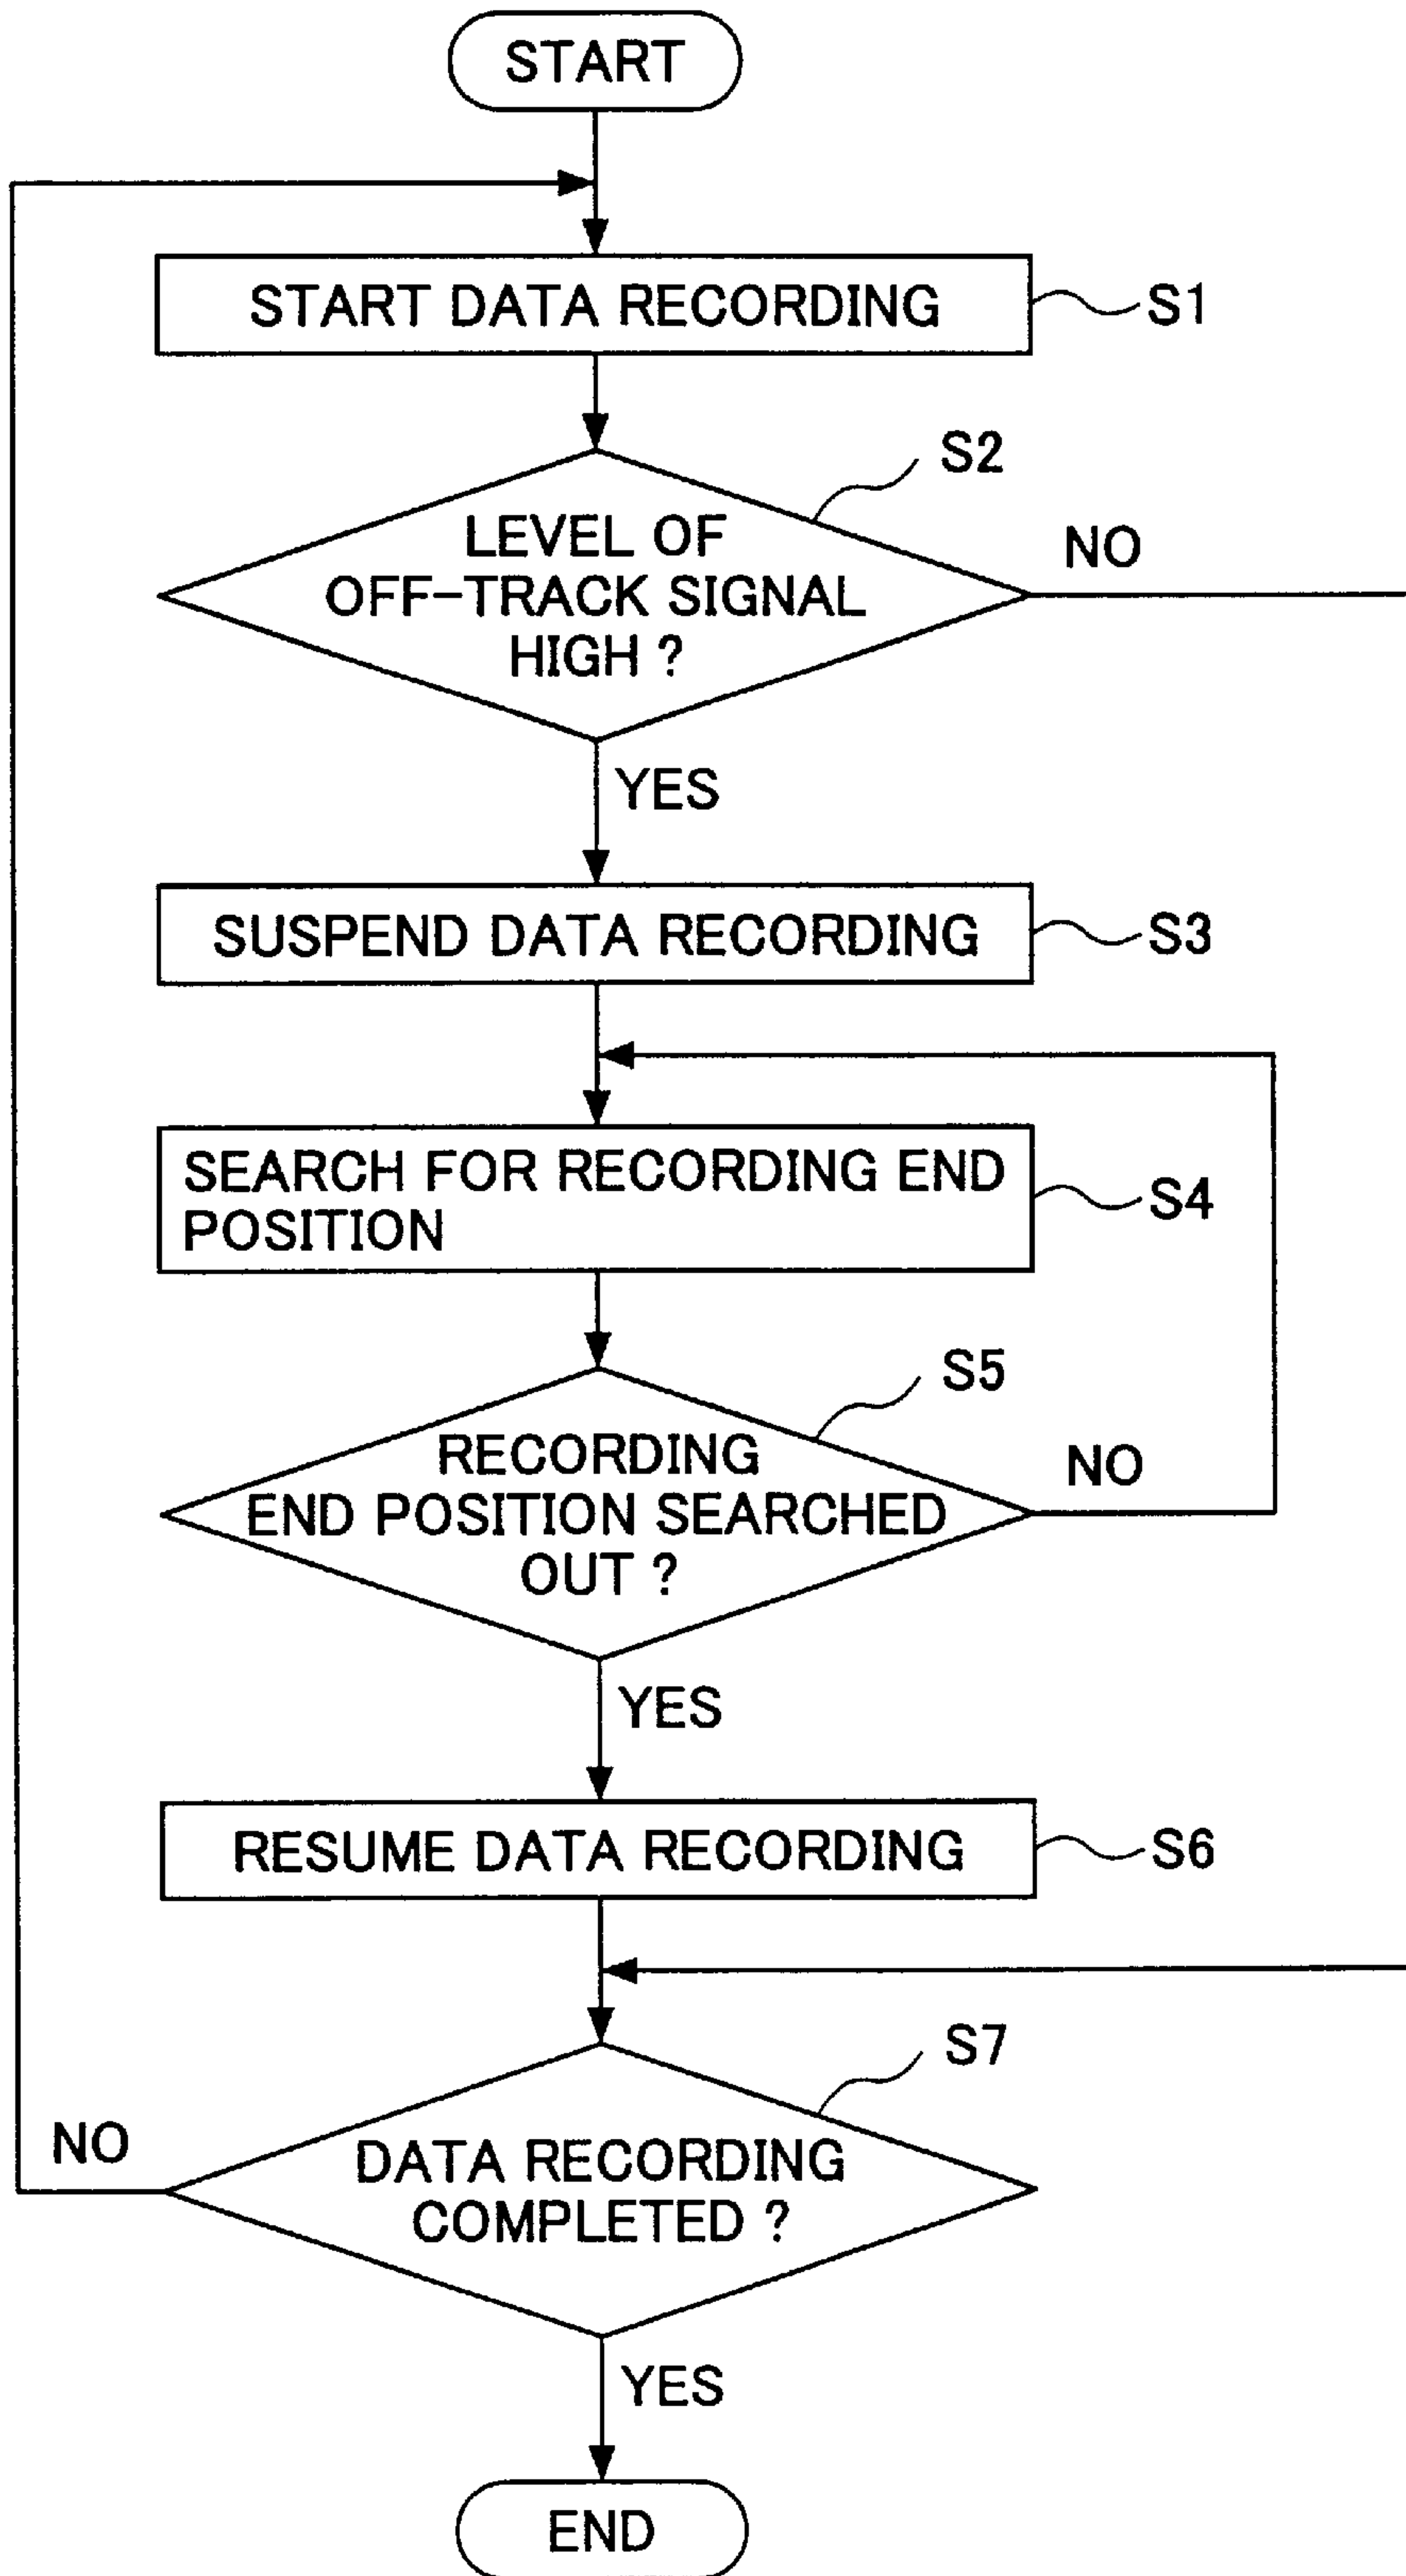 START
START DATA RECORDING
S1
S2
LEVEL OF
OFF-TRACK SIGNAL
HIGH ?
NO
YES
SUSPEND DATA RECORDING
S3
SEARCH FOR RECORDING END
POSITION
S4
S5
RECORDING
END POSITION SEARCHED
OUT ?
NO
YES
RESUME DATA RECORDING
S6
S7
NO
DATA RECORDING
COMPLETED ?
YES
END